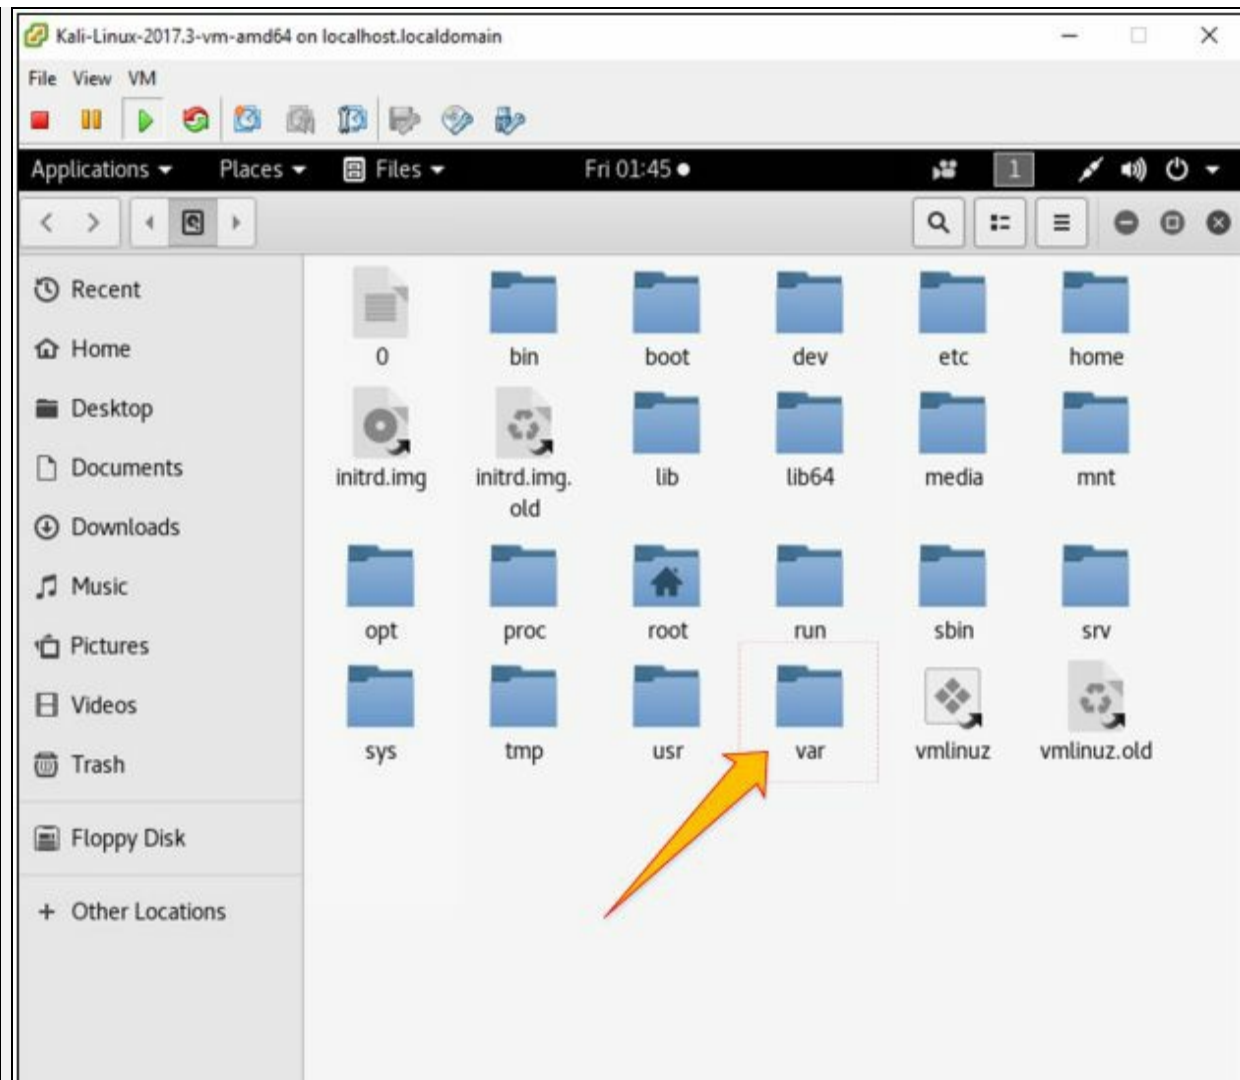 Kali-Linux-2017.3-vm-amd64 on localhost.localdomain
File View VM
Applications Places Files Fri 01:45 1
Recent
Home
Desktop
Documents
Downloads
Music
Pictures
Videos
Trash
Floppy Disk
+ Other Locations
0 bin boot dev etc home
initrd.img initrd.img. lib lib64 media mnt
old
opt proc root run sbin srv
sys tmp usr var vmlinuz vmlinuz.old